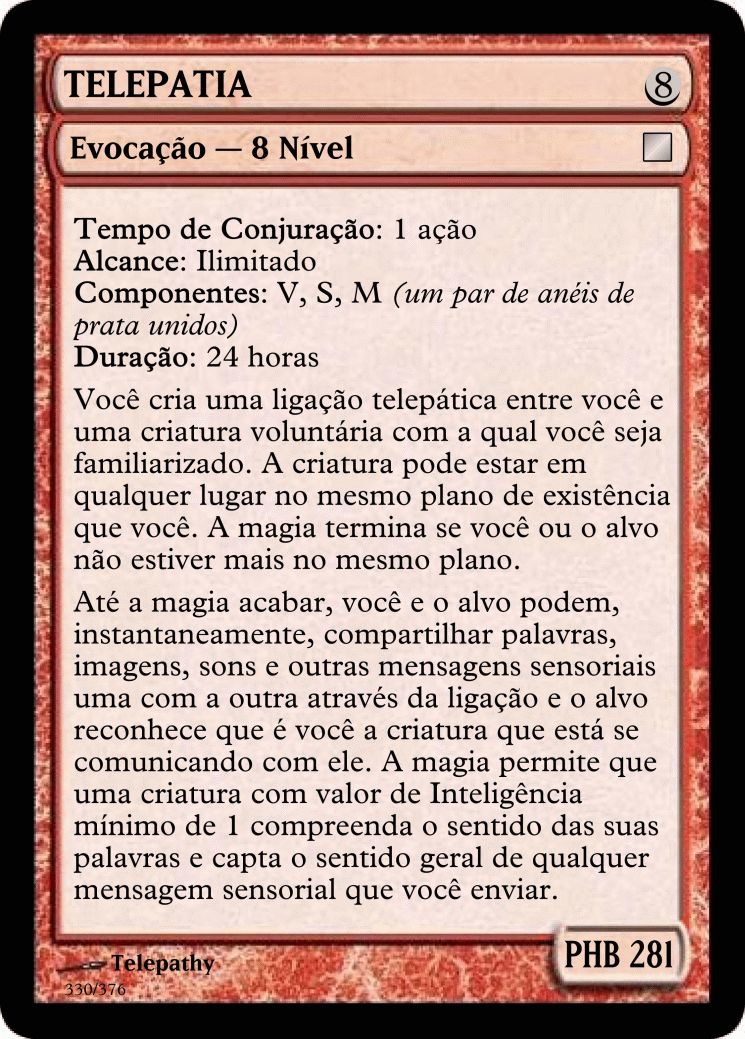 TELEPATIA
8
Evocação — 8 Nível
Tempo de Conjuração: 1 ação
Alcance: Ilimitado
Componentes: V, S, M (um par de anéis de
prata unidos)
Duração: 24 horas
Você cria uma ligação telepática entre você e
uma criatura voluntária com a qual você seja
familiarizado. A criatura pode estar em
qualquer lugar no mesmo plano de existência
que você. A magia termina se você ou o alvo
não estiver mais no mesmo plano.
Até a magia acabar, você e o alvo podem,
instantaneamente, compartilhar palavras,
imagens, sons e outras mensagens sensoriais
uma com a outra através da ligação e o alvo
reconhece que é você a criatura que está se
comunicando com ele. A magia permite que
uma criatura com valor de Inteligência
mínimo de 1 compreenda o sentido das suas
palavras e capta o sentido geral de qualquer
mensagem sensorial que você enviar.
PHB 281
Telepathy
330/376